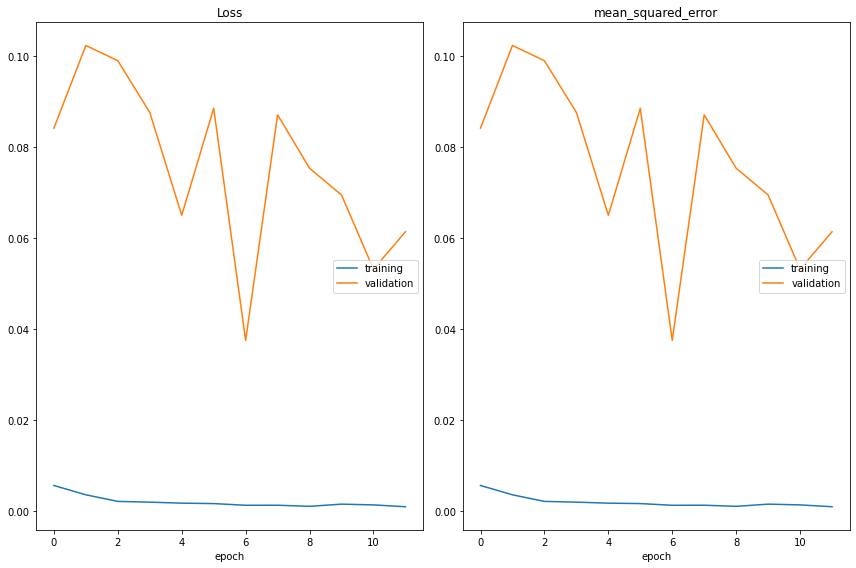 Loss
0.10
0.08
0.06
0.04
0.02
0.00
0 2 4 6 8 10
epoch
training
validation
mean_squared_error
0.10
0.08
0.06
0.04
0.02
0.00
0 2 4 6 8 10
epoch
training
validation